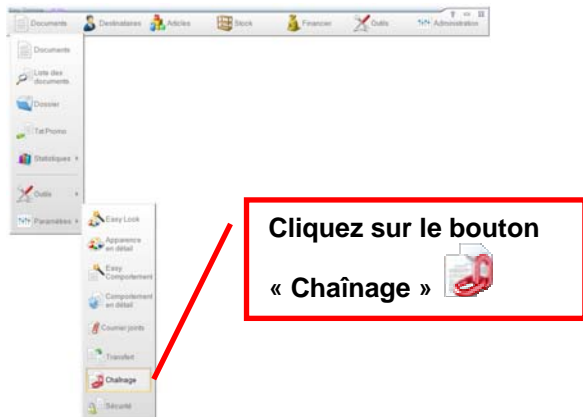 Documents Destinataires Articles Stock Financier Outils Administration
Documents
Liste des
documents
Dossier
Txt Promo
Statistiques
Outils
Paramètres
Easy Look
Apparence
en détail
Easy
Comportement
Comportement
en détail
Courrier joints
Transfert
Chaînage
Sécurité
Cliquez sur le bouton
« Chaînage »